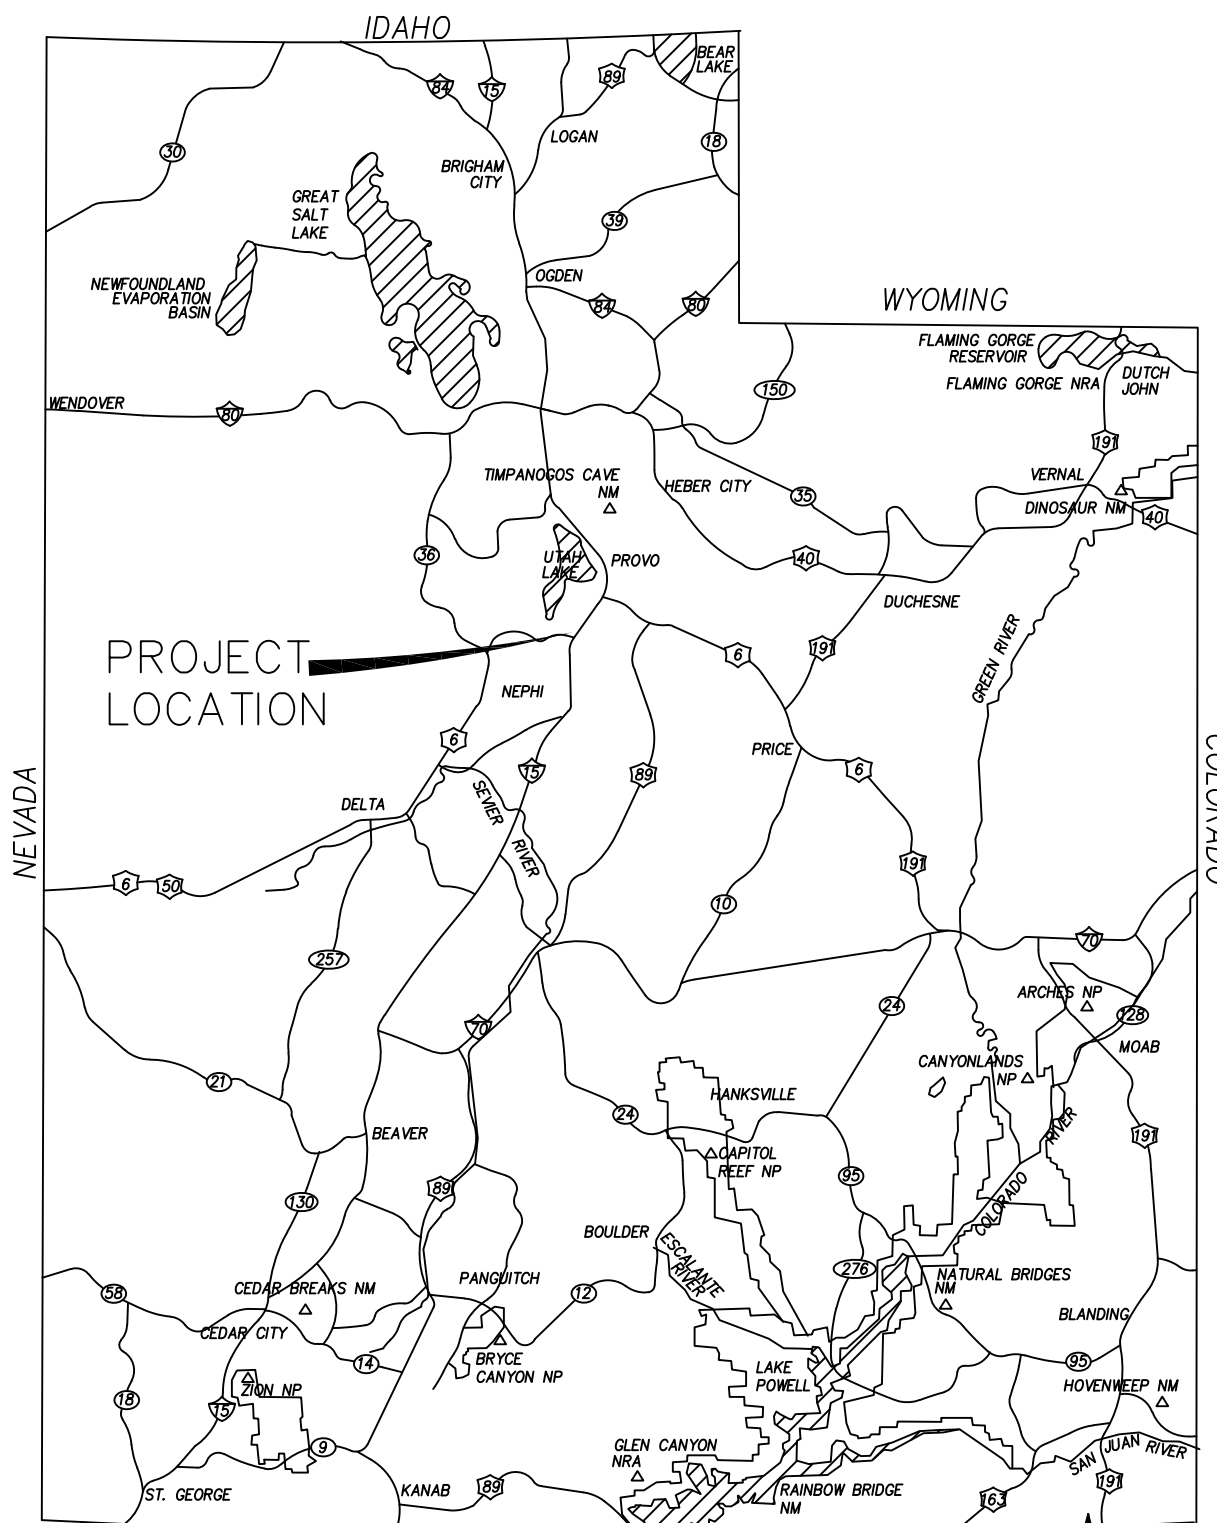 IDAHO
BEAR
LAKE
84
15
89
18
LOGAN
30
BRIGHAM
CITY
GREAT
SALT
LAKE
39
OGDEN
NEWFOUNDLAND
EVAPORATION
BASIN
84
80
WYOMING
FLAMING GORGE
RESERVOIR
FLAMING GORGE NRA
DUTCH
JOHN
150
WENDOVER
80
191
TIMPANOGOS CAVE
NM
HEBER CITY
35
VERNAL
DINOSAUR NM
40
36
UTAH
LAKE
PROVO
40
DUCHESNE
PROJECT
LOCATION
6
191
GREEN RIVER
NEPHI
6
PRICE
15
89
6
NEVADA
COLORADO
DELTA
SEVIER
RIVER
6
50
191
10
257
70
24
ARCHES NP
128
70
MOAB
CANYONLANDS
NP
21
HANKSVILLE
24
BEAVER
RIVER
191
CAPITOL
REEF NP
95
89
130
COLORADO
BOULDER
ESCALANTE
RIVER
276
NATURAL BRIDGES
NM
58
CEDAR BREAKS NM
PANGUITCH
12
BLANDING
CEDAR CITY
14
BRYCE
CANYON NP
LAKE
POWELL
95
HOVENWEEP NM
18
ZION NP
15
9
GLEN CANYON
NRA
SAN JUAN RIVER
ST. GEORGE
KANAB
89
RAINBOW BRIDGE
NM
163
191